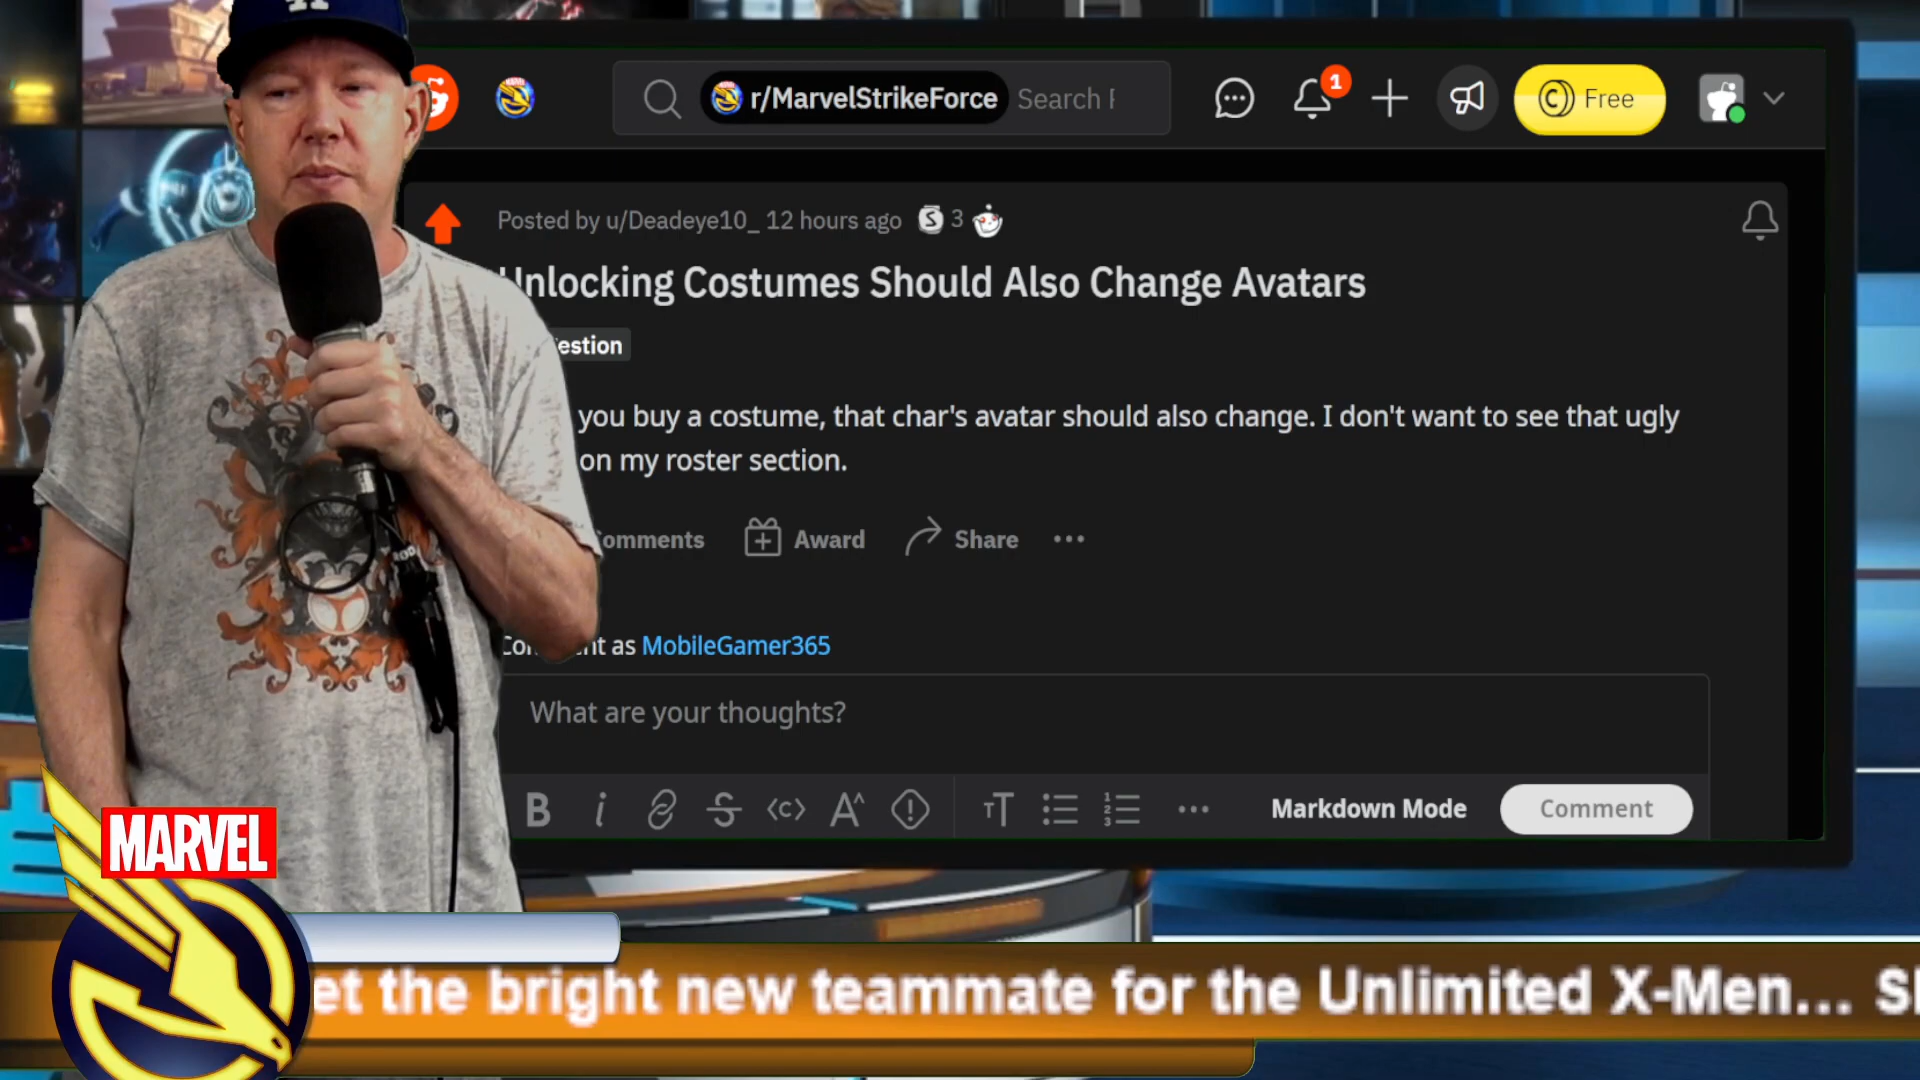 r/MarvelStrikeForce Search
1
Free
Posted by u/Deadeye10_ 12 hours ago
3
Unlocking Costumes Should Also Change Avatars
estion
you buy a costume, that char's avatar should also change. I don't want to see that ugly
on my roster section.
omments
Award
Share
Comment as MobileGamer365
What are your thoughts?
Markdown Mode
Comment
MARVEL
et the bright new teammate for the Unlimited X-Men...